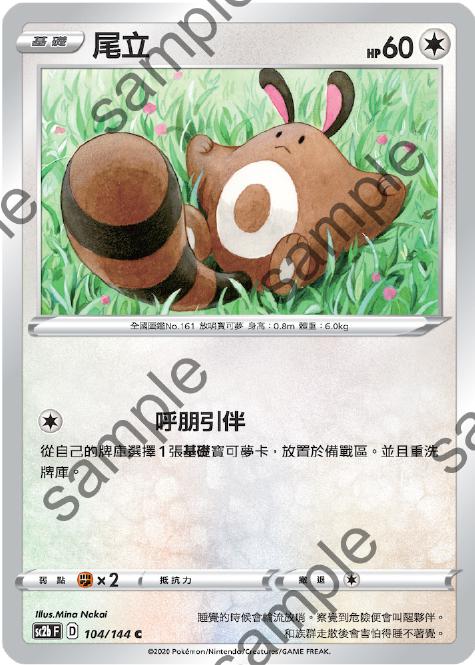 基礎 尾立 HP60
sample
全國圖鑑No.161 放哨寶可夢 身高：0.8m 體重：6.0kg
呼朋引伴
從自己的牌庫選擇1張基礎寶可夢卡，放置於備戰區。並且重洗
牌庫。
sample
弱點 ×2 抵抗力 撤退
sample
Illus.Mina Nakai
sc2b F D 104/144 C
睡覺的時候會輪流放哨。察覺到危險便會叫醒夥伴。
和族群走散後會害怕得睡不著覺。
©2020 Pokémon/Nintendo/Creatures/GAME FREAK.